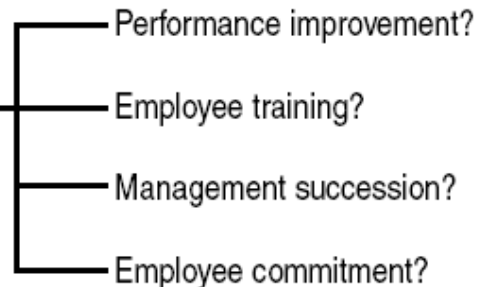 Performance improvement?
Employee training?
Management succession?
Employee commitment?